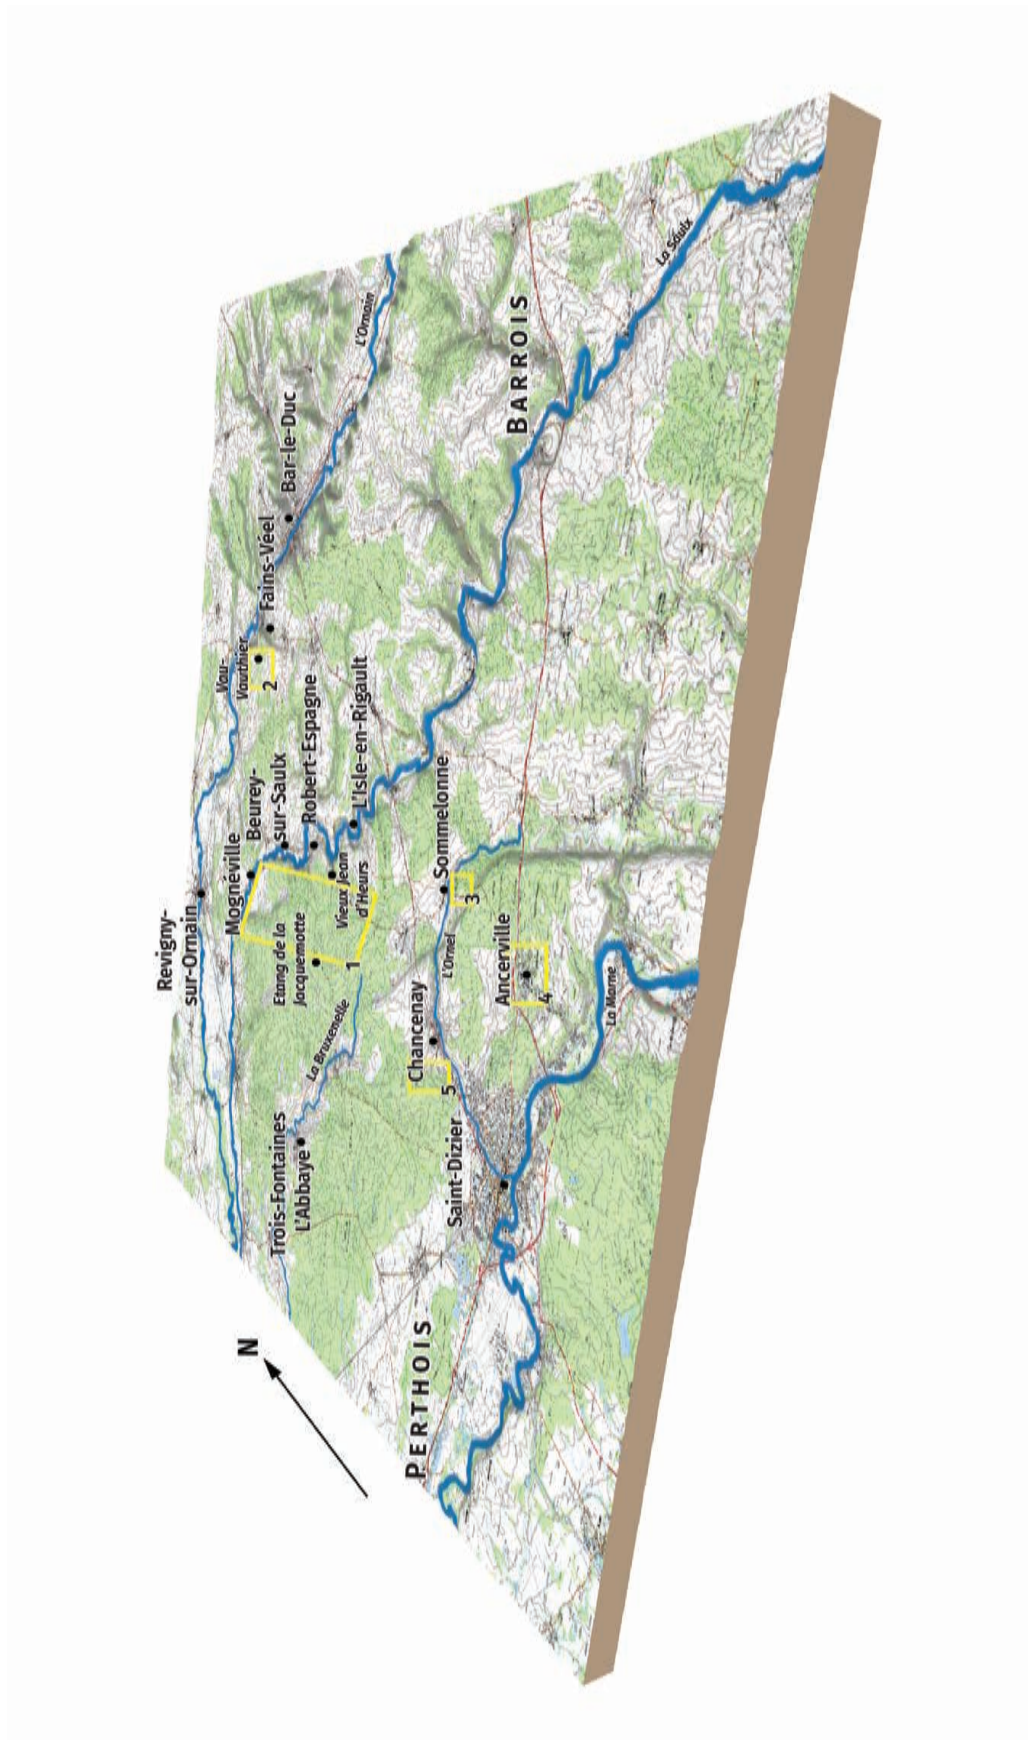 Revigny-
sur-Ornain
Mognéville
Beurey-
sur-Saulx
Vau-
Vauthier
2
Fains-Véel
Bar-le-Duc
L'Ornain
Robert-Espagne
L'Isle-en-Rigault
Vieux Jean
d'Heurs
Etang de la
Jacquemotte
1
La Bruxenelle
Trois-Fontaines
L'Abbaye
N
Chancenay
5
L'Ornel
Sommelonne
3
BARROIS
La Saulx
Ancerville
4
Saint-Dizier
La Marne
PERTHOIS